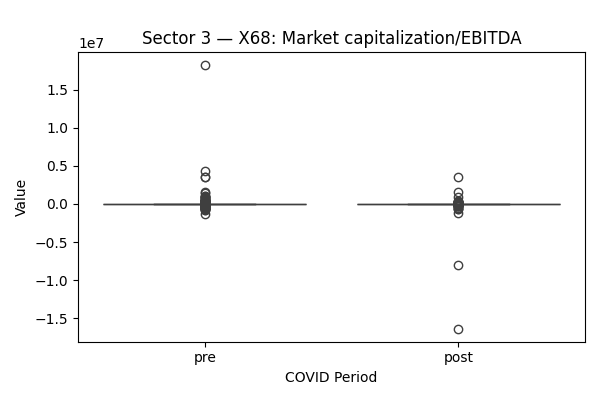 Sector 3 — X68: Market capitalization/EBITDA
1e7
1.5
1.0
0.5
0.0
−0.5
−1.0
−1.5
Value
pre
post
COVID Period